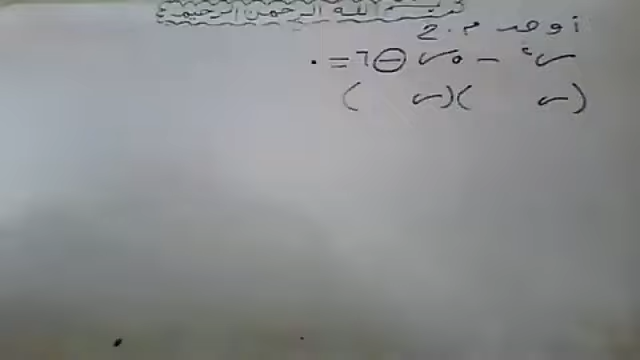 بسم الله الرحمن الرحيم
أوجد م.ح
س² - ٥س - ٦ = ٠
(س    )(س    )